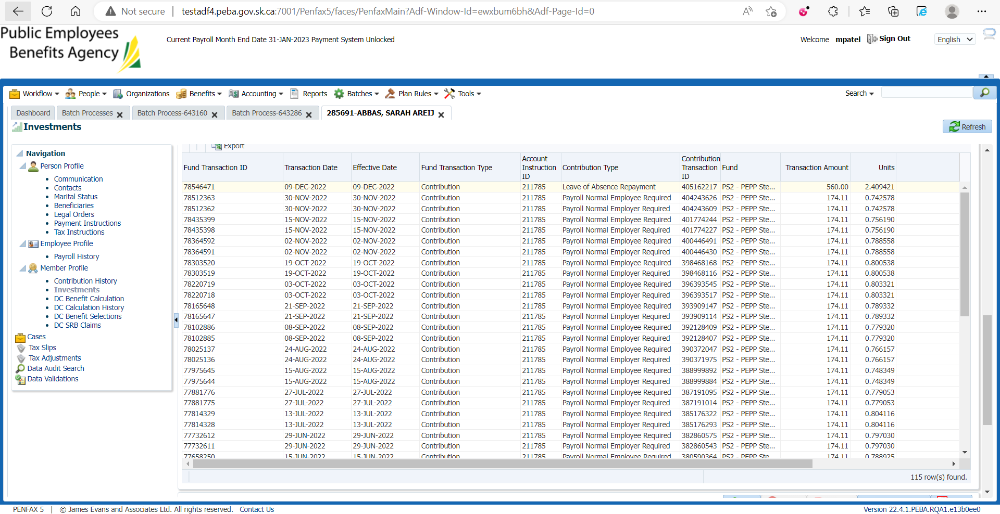 Not secure | testadf4.peba.gov.sk.ca:7001/Penfax5/faces/PenfaxMain?Adf-Window-Id=ewxbum6bh&Adf-Page-Id=0
Public Employees
Benefits Agency
Current Payroll Month End Date 31-JAN-2023 Payment System Unlocked
Welcome mpatel Sign Out English
Workflow People Organizations Benefits Accounting Reports Batches Plan Rules Tools Search
Dashboard Batch Processes Batch Process-643160 Batch Process-643286 285691-ABBAS, SARAH AREIJ
Investments
Refresh
Navigation
Person Profile
Communication
Contacts
Marital Status
Beneficiaries
Legal Orders
Payment Instructions
Tax Instructions
Employee Profile
Payroll History
Member Profile
Contribution History
Investments
DC Benefit Calculation
DC Calculation History
DC Benefit Selections
DC SRB Claims
Cases
Tax Slips
Tax Adjustments
Data Audit Search
Data Validations
Export
Fund Transaction ID Transaction Date Effective Date Fund Transaction Type Account Instruction ID Contribution Type Contribution Transaction ID Fund Transaction Amount Units
78546471 09-DEC-2022 09-DEC-2022 Contribution 211785 Leave of Absence Repayment 405162217 PS2 - PEPP Ste... 560.00 2.409421
78512363 30-NOV-2022 30-NOV-2022 Contribution 211785 Payroll Normal Employee Required 404243626 PS2 - PEPP Ste... 174.11 0.742578
78512362 30-NOV-2022 30-NOV-2022 Contribution 211785 Payroll Normal Employer Required 404243609 PS2 - PEPP Ste... 174.11 0.742578
78435399 15-NOV-2022 15-NOV-2022 Contribution 211785 Payroll Normal Employee Required 401774244 PS2 - PEPP Ste... 174.11 0.756190
78435398 15-NOV-2022 15-NOV-2022 Contribution 211785 Payroll Normal Employer Required 401774227 PS2 - PEPP Ste... 174.11 0.756190
78364592 02-NOV-2022 02-NOV-2022 Contribution 211785 Payroll Normal Employee Required 400446491 PS2 - PEPP Ste... 174.11 0.788558
78364591 02-NOV-2022 02-NOV-2022 Contribution 211785 Payroll Normal Employer Required 400446430 PS2 - PEPP Ste... 174.11 0.788558
78303520 19-OCT-2022 19-OCT-2022 Contribution 211785 Payroll Normal Employee Required 398468168 PS2 - PEPP Ste... 174.11 0.800538
78303519 19-OCT-2022 19-OCT-2022 Contribution 211785 Payroll Normal Employer Required 398468116 PS2 - PEPP Ste... 174.11 0.800538
78220719 03-OCT-2022 03-OCT-2022 Contribution 211785 Payroll Normal Employee Required 396393545 PS2 - PEPP Ste... 174.11 0.803321
78220718 03-OCT-2022 03-OCT-2022 Contribution 211785 Payroll Normal Employer Required 396393517 PS2 - PEPP Ste... 174.11 0.803321
78165648 21-SEP-2022 21-SEP-2022 Contribution 211785 Payroll Normal Employee Required 393909147 PS2 - PEPP Ste... 174.11 0.789332
78165647 21-SEP-2022 21-SEP-2022 Contribution 211785 Payroll Normal Employer Required 393909114 PS2 - PEPP Ste... 174.11 0.789332
78102886 08-SEP-2022 08-SEP-2022 Contribution 211785 Payroll Normal Employee Required 392128409 PS2 - PEPP Ste... 174.11 0.779320
78102885 08-SEP-2022 08-SEP-2022 Contribution 211785 Payroll Normal Employer Required 392128407 PS2 - PEPP Ste... 174.11 0.779320
78025137 24-AUG-2022 24-AUG-2022 Contribution 211785 Payroll Normal Employee Required 390372047 PS2 - PEPP Ste... 174.11 0.766157
78025136 24-AUG-2022 24-AUG-2022 Contribution 211785 Payroll Normal Employer Required 390371975 PS2 - PEPP Ste... 174.11 0.766157
77975645 15-AUG-2022 15-AUG-2022 Contribution 211785 Payroll Normal Employee Required 388999892 PS2 - PEPP Ste... 174.11 0.748349
77975644 15-AUG-2022 15-AUG-2022 Contribution 211785 Payroll Normal Employer Required 388999884 PS2 - PEPP Ste... 174.11 0.748349
77881776 27-JUL-2022 27-JUL-2022 Contribution 211785 Payroll Normal Employee Required 387191095 PS2 - PEPP Ste... 174.11 0.779053
77881775 27-JUL-2022 27-JUL-2022 Contribution 211785 Payroll Normal Employer Required 387191014 PS2 - PEPP Ste... 174.11 0.779053
77814329 13-JUL-2022 13-JUL-2022 Contribution 211785 Payroll Normal Employee Required 385176322 PS2 - PEPP Ste... 174.11 0.804116
77814328 13-JUL-2022 13-JUL-2022 Contribution 211785 Payroll Normal Employer Required 385176293 PS2 - PEPP Ste... 174.11 0.804116
77732612 29-JUN-2022 29-JUN-2022 Contribution 211785 Payroll Normal Employee Required 382860575 PS2 - PEPP Ste... 174.11 0.797030
77732611 29-JUN-2022 29-JUN-2022 Contribution 211785 Payroll Normal Employer Required 382860543 PS2 - PEPP Ste... 174.11 0.797030
77658250 15-JUN-2022 15-JUN-2022 Contribution 211785 Payroll Normal Employee Required 380590364 PS2 - PEPP Ste... 174.11 0.788925
115 row(s) found.
PENFAX 5 | © James Evans and Associates Ltd. All rights reserved. Contact Us Version 22.4.1.PEBA.RQA1.e13b0ee0